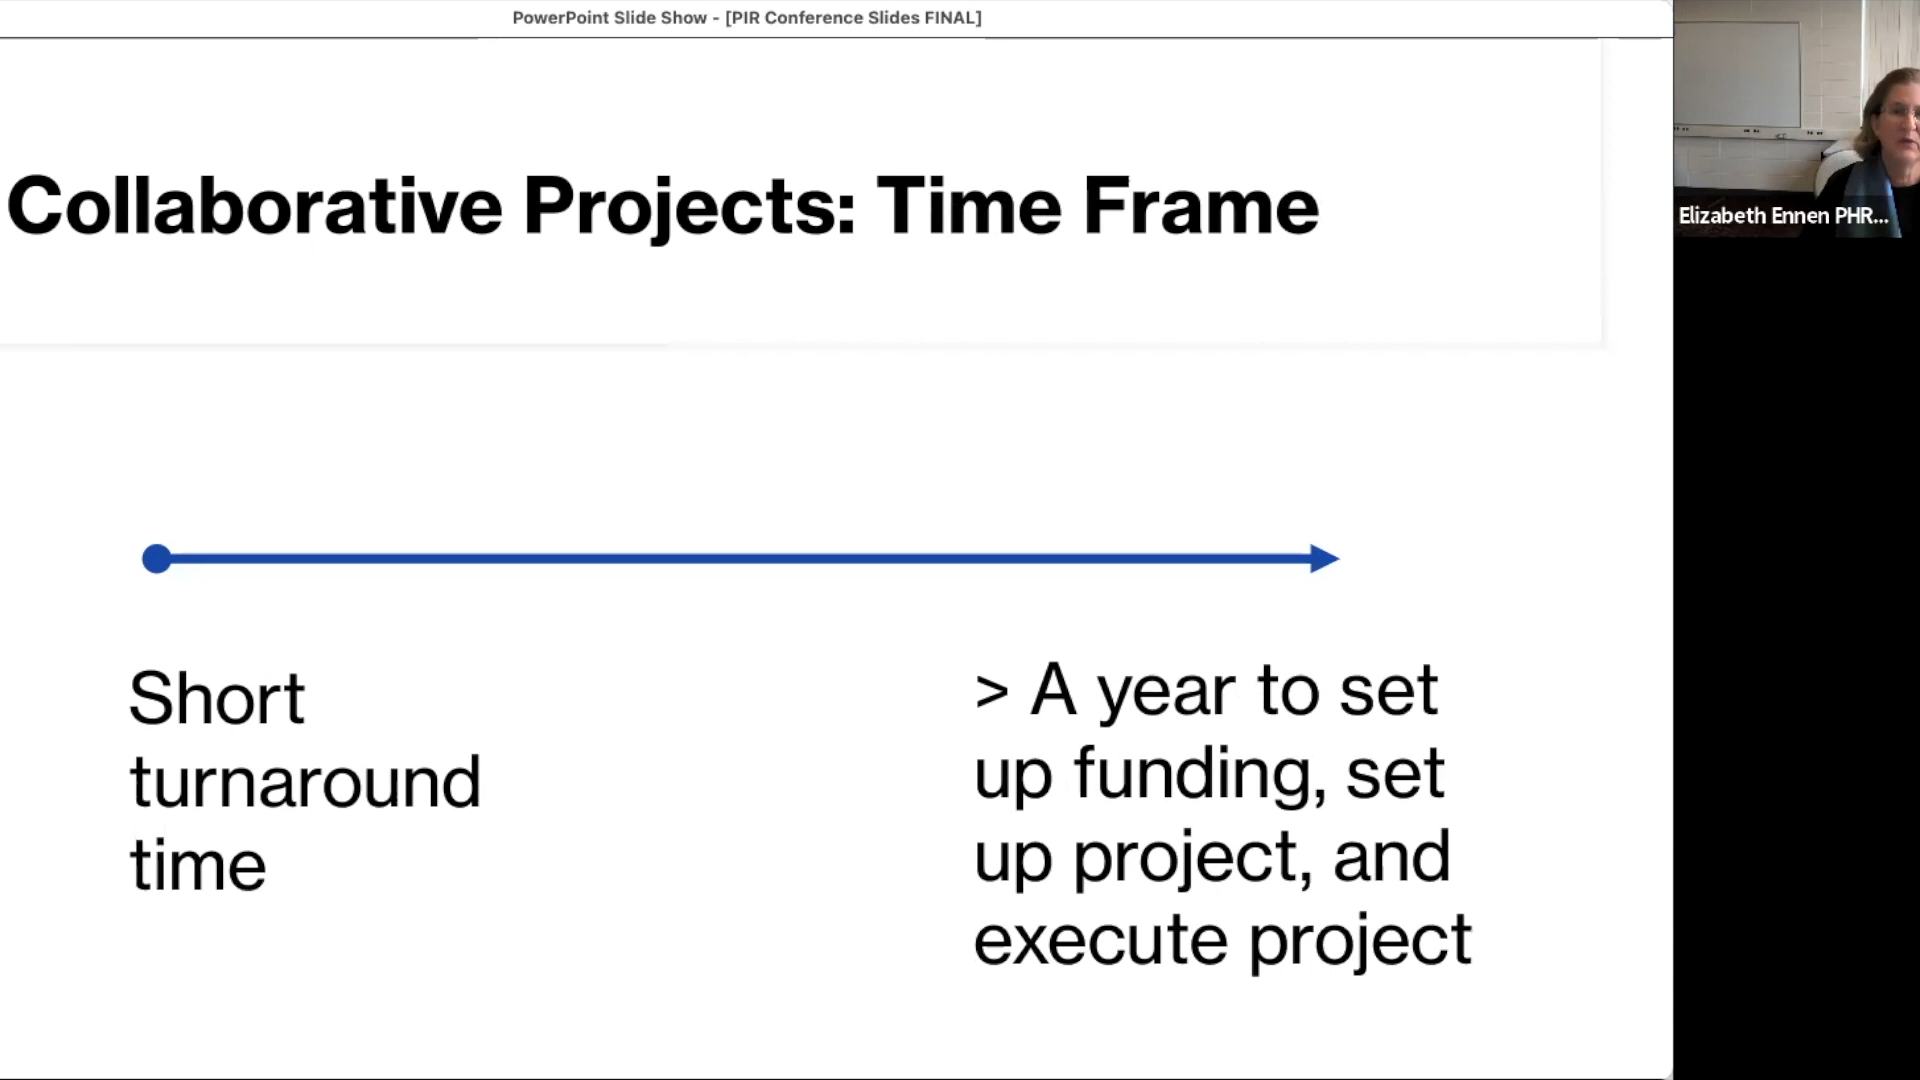 PowerPoint Slide Show - [PIR Conference Slides FINAL]
Collaborative Projects: Time Frame
Short
turnaround
time
> A year to set
up funding, set
up project, and
execute project
Elizabeth Ennen PHR...